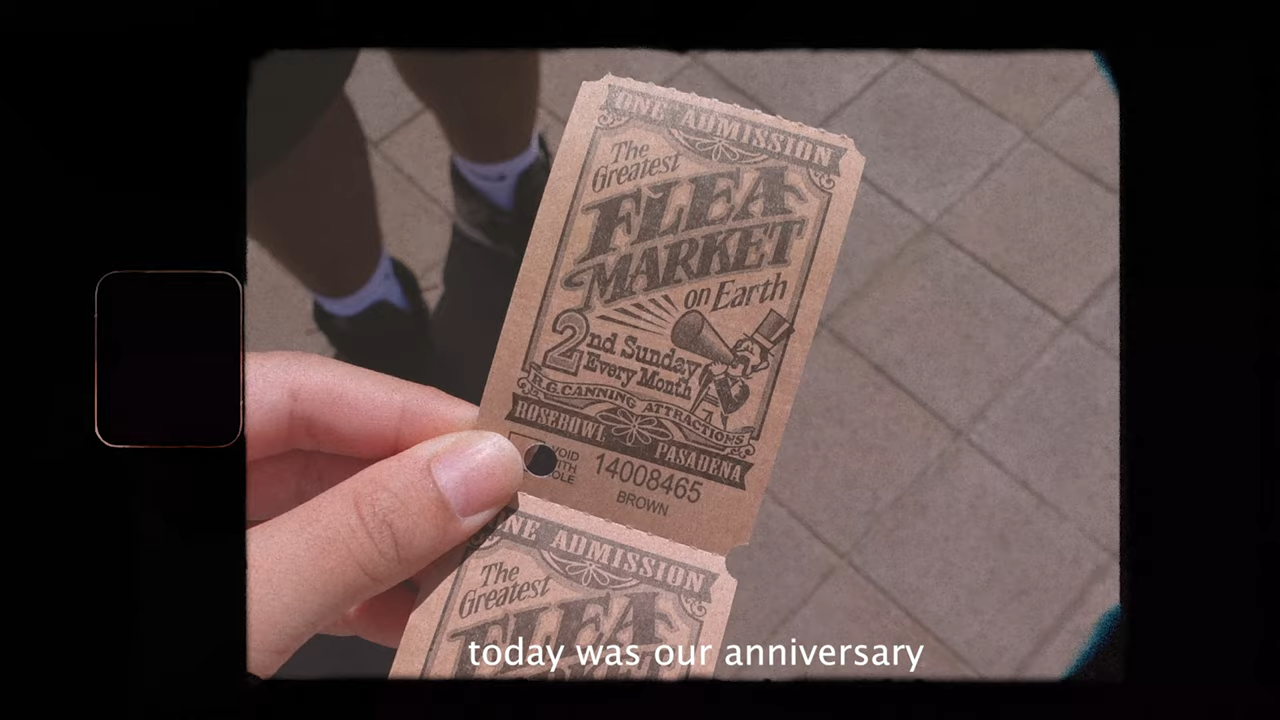 ONE ADMISSION
The
Greatest
FLEA
MARKET
on Earth
2nd Sunday
Every Month
R.G. CANNING ATTRACTIONS
ROSEBOWL PASADENA
VOID
WITH
HOLE
14008465
BROWN
ONE ADMISSION
The
Greatest
FLEA
today was our anniversary